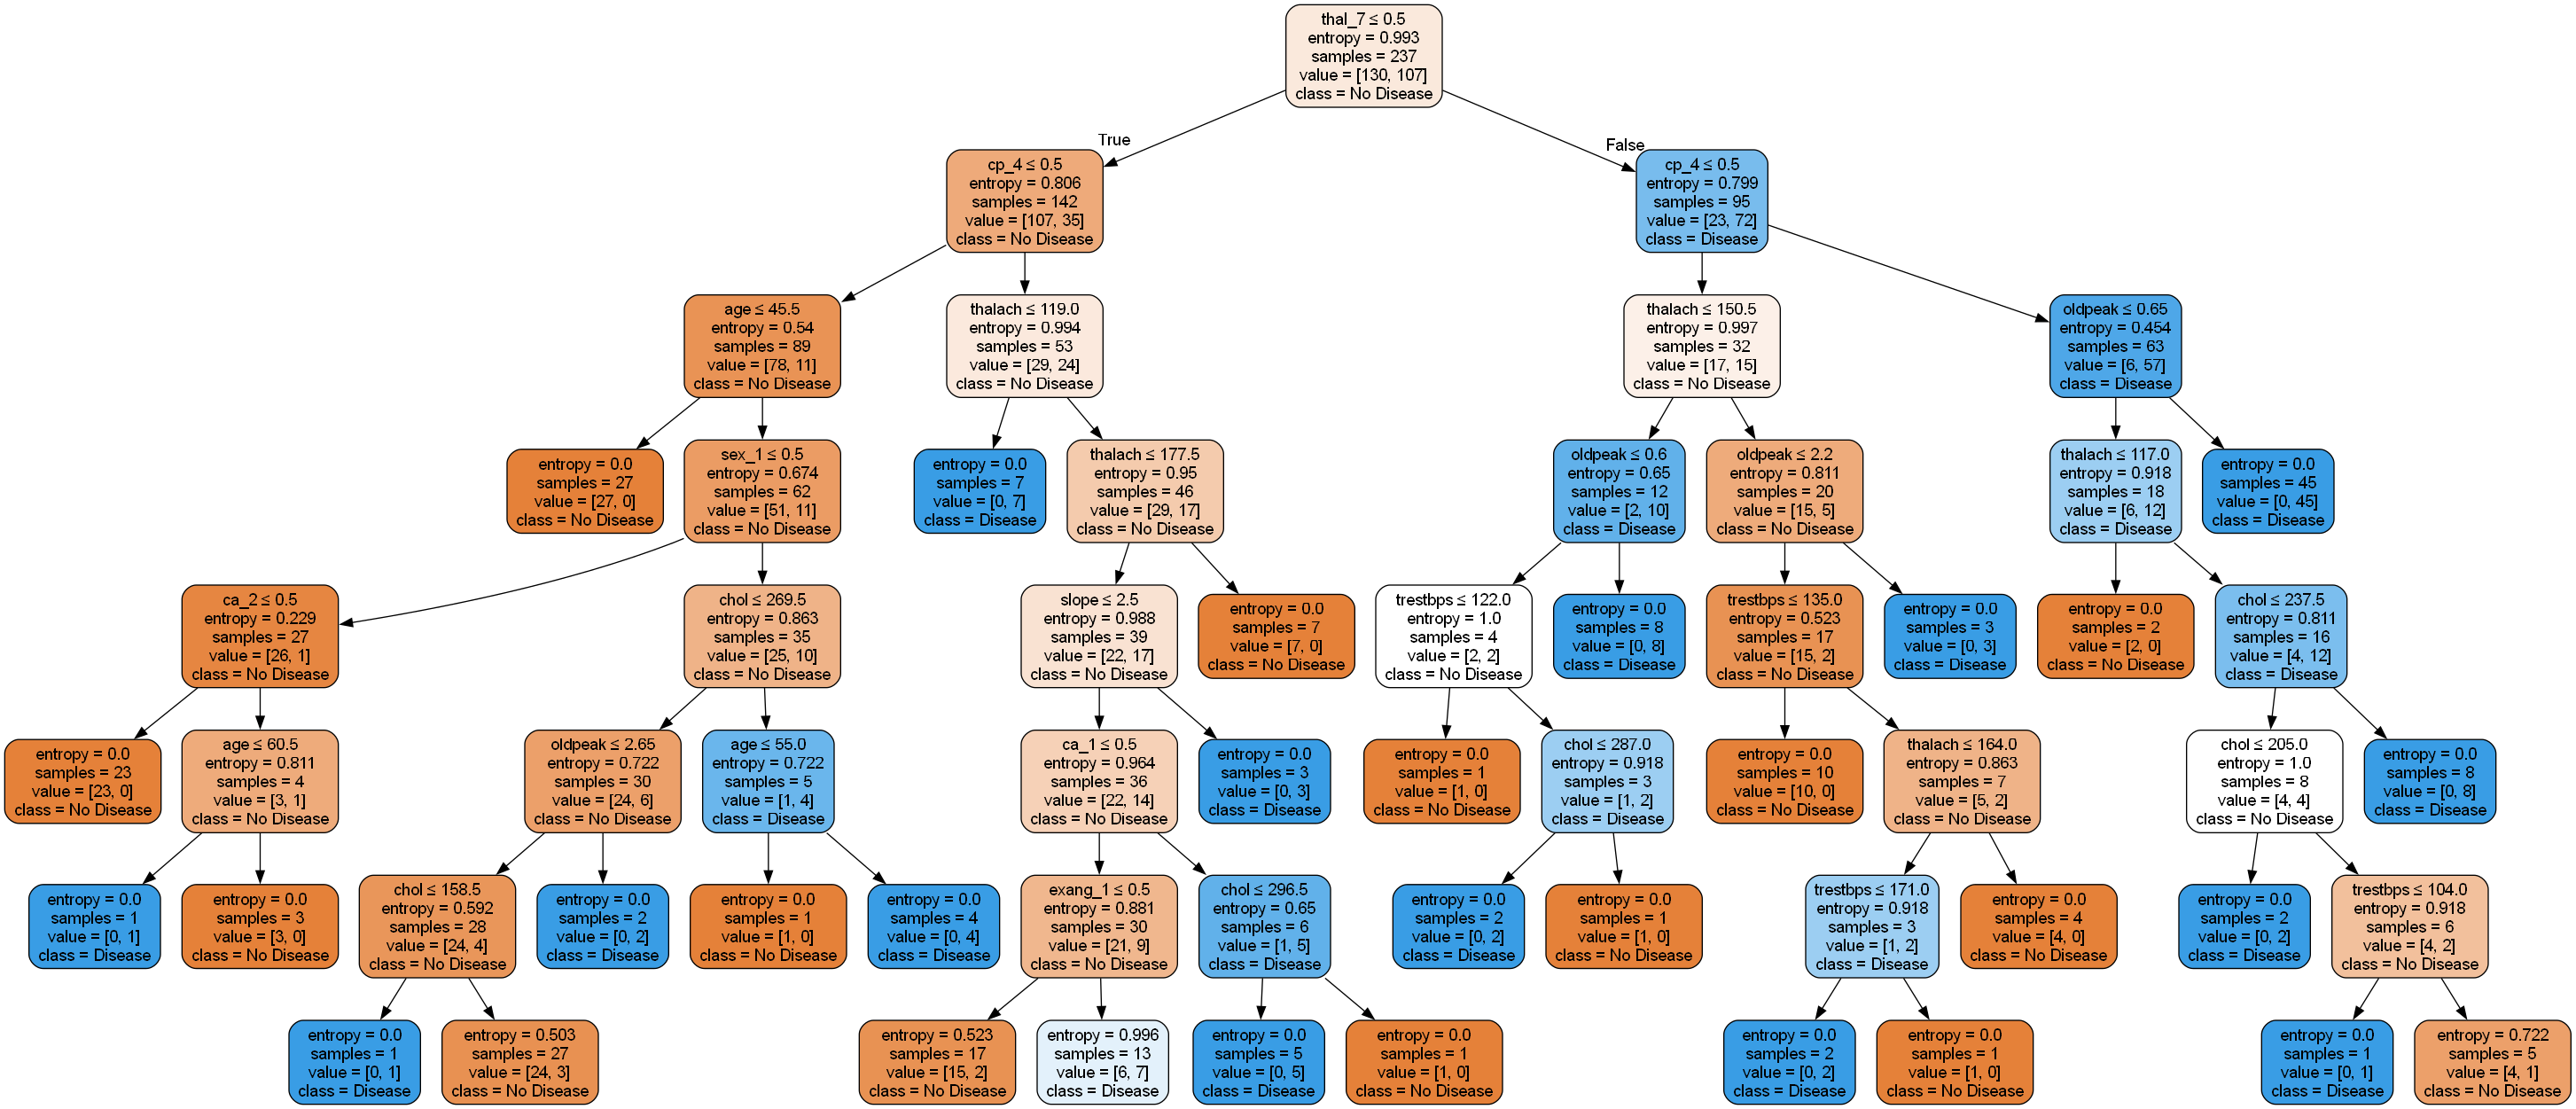 thal_7 ≤ 0.5
entropy = 0.993
samples = 237
value = [130, 107]
class = No Disease
True
False
cp_4 ≤ 0.5
entropy = 0.806
samples = 142
value = [107, 35]
class = No Disease
cp_4 ≤ 0.5
entropy = 0.799
samples = 95
value = [23, 72]
class = Disease
age ≤ 45.5
entropy = 0.54
samples = 89
value = [78, 11]
class = No Disease
thalach ≤ 119.0
entropy = 0.994
samples = 53
value = [29, 24]
class = No Disease
thalach ≤ 150.5
entropy = 0.997
samples = 32
value = [17, 15]
class = No Disease
oldpeak ≤ 0.65
entropy = 0.454
samples = 63
value = [6, 57]
class = Disease
entropy = 0.0
samples = 27
value = [27, 0]
class = No Disease
sex_1 ≤ 0.5
entropy = 0.674
samples = 62
value = [51, 11]
class = No Disease
entropy = 0.0
samples = 7
value = [0, 7]
class = Disease
thalach ≤ 177.5
entropy = 0.95
samples = 46
value = [29, 17]
class = No Disease
oldpeak ≤ 0.6
entropy = 0.65
samples = 12
value = [2, 10]
class = Disease
oldpeak ≤ 2.2
entropy = 0.811
samples = 20
value = [15, 5]
class = No Disease
thalach ≤ 117.0
entropy = 0.918
samples = 18
value = [6, 12]
class = Disease
entropy = 0.0
samples = 45
value = [0, 45]
class = Disease
ca_2 ≤ 0.5
entropy = 0.229
samples = 27
value = [26, 1]
class = No Disease
chol ≤ 269.5
entropy = 0.863
samples = 35
value = [25, 10]
class = No Disease
slope ≤ 2.5
entropy = 0.988
samples = 39
value = [22, 17]
class = No Disease
entropy = 0.0
samples = 7
value = [7, 0]
class = No Disease
trestbps ≤ 122.0
entropy = 1.0
samples = 4
value = [2, 2]
class = No Disease
entropy = 0.0
samples = 8
value = [0, 8]
class = Disease
trestbps ≤ 135.0
entropy = 0.523
samples = 17
value = [15, 2]
class = No Disease
entropy = 0.0
samples = 3
value = [0, 3]
class = Disease
entropy = 0.0
samples = 2
value = [2, 0]
class = No Disease
chol ≤ 237.5
entropy = 0.811
samples = 16
value = [4, 12]
class = Disease
entropy = 0.0
samples = 23
value = [23, 0]
class = No Disease
age ≤ 60.5
entropy = 0.811
samples = 4
value = [3, 1]
class = No Disease
oldpeak ≤ 2.65
entropy = 0.722
samples = 30
value = [24, 6]
class = No Disease
age ≤ 55.0
entropy = 0.722
samples = 5
value = [1, 4]
class = Disease
ca_1 ≤ 0.5
entropy = 0.964
samples = 36
value = [22, 14]
class = No Disease
entropy = 0.0
samples = 3
value = [0, 3]
class = Disease
entropy = 0.0
samples = 1
value = [1, 0]
class = No Disease
chol ≤ 287.0
entropy = 0.918
samples = 3
value = [1, 2]
class = Disease
entropy = 0.0
samples = 10
value = [10, 0]
class = No Disease
thalach ≤ 164.0
entropy = 0.863
samples = 7
value = [5, 2]
class = No Disease
chol ≤ 205.0
entropy = 1.0
samples = 8
value = [4, 4]
class = No Disease
entropy = 0.0
samples = 8
value = [0, 8]
class = Disease
entropy = 0.0
samples = 1
value = [0, 1]
class = Disease
entropy = 0.0
samples = 3
value = [3, 0]
class = No Disease
chol ≤ 158.5
entropy = 0.592
samples = 28
value = [24, 4]
class = No Disease
entropy = 0.0
samples = 2
value = [0, 2]
class = Disease
entropy = 0.0
samples = 1
value = [1, 0]
class = No Disease
entropy = 0.0
samples = 4
value = [0, 4]
class = Disease
exang_1 ≤ 0.5
entropy = 0.881
samples = 30
value = [21, 9]
class = No Disease
chol ≤ 296.5
entropy = 0.65
samples = 6
value = [1, 5]
class = Disease
entropy = 0.0
samples = 2
value = [0, 2]
class = Disease
entropy = 0.0
samples = 1
value = [1, 0]
class = No Disease
trestbps ≤ 171.0
entropy = 0.918
samples = 3
value = [1, 2]
class = Disease
entropy = 0.0
samples = 4
value = [4, 0]
class = No Disease
entropy = 0.0
samples = 2
value = [0, 2]
class = Disease
trestbps ≤ 104.0
entropy = 0.918
samples = 6
value = [4, 2]
class = No Disease
entropy = 0.0
samples = 1
value = [0, 1]
class = Disease
entropy = 0.503
samples = 27
value = [24, 3]
class = No Disease
entropy = 0.523
samples = 17
value = [15, 2]
class = No Disease
entropy = 0.996
samples = 13
value = [6, 7]
class = Disease
entropy = 0.0
samples = 5
value = [0, 5]
class = Disease
entropy = 0.0
samples = 1
value = [1, 0]
class = No Disease
entropy = 0.0
samples = 2
value = [0, 2]
class = Disease
entropy = 0.0
samples = 1
value = [1, 0]
class = No Disease
entropy = 0.0
samples = 1
value = [0, 1]
class = Disease
entropy = 0.722
samples = 5
value = [4, 1]
class = No Disease